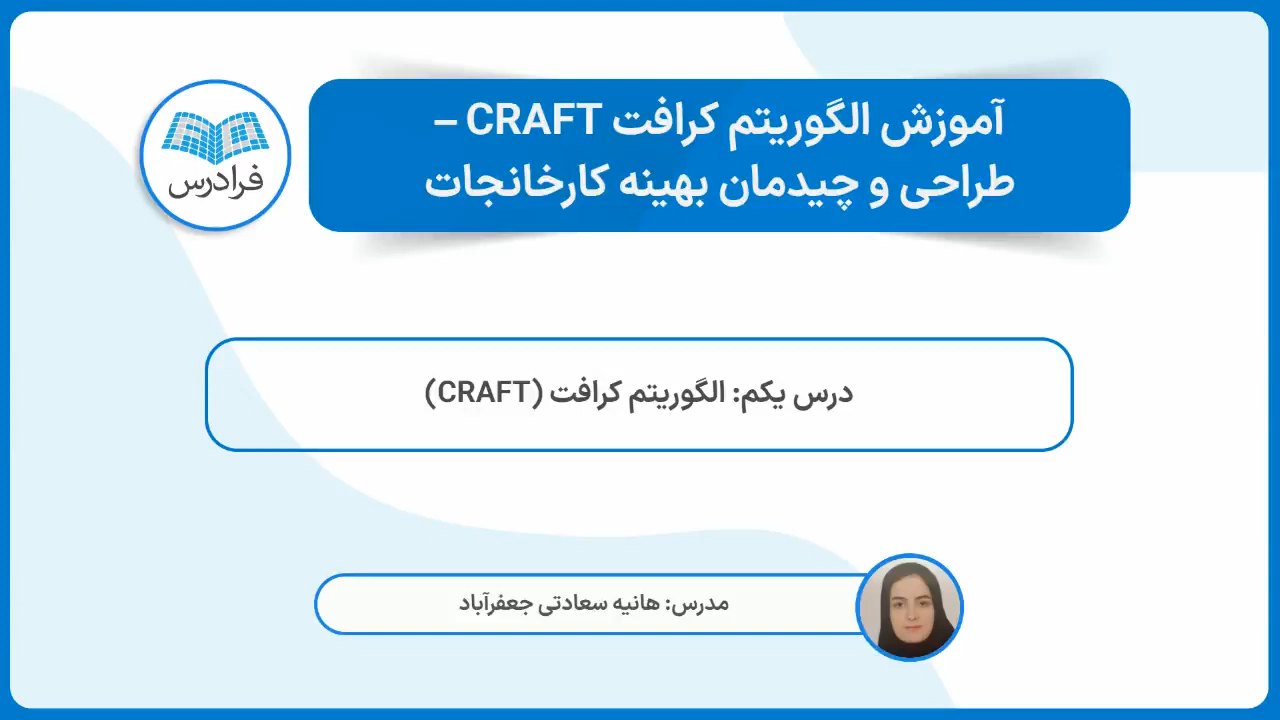 آموزش الگوریتم کرافت CRAFT –
طراحی و چیدمان بهینه کارخانجات
فرادرس
درس یکم: الگوریتم کرافت (CRAFT)
مدرس: هانیه سعادتی جعفرآباد